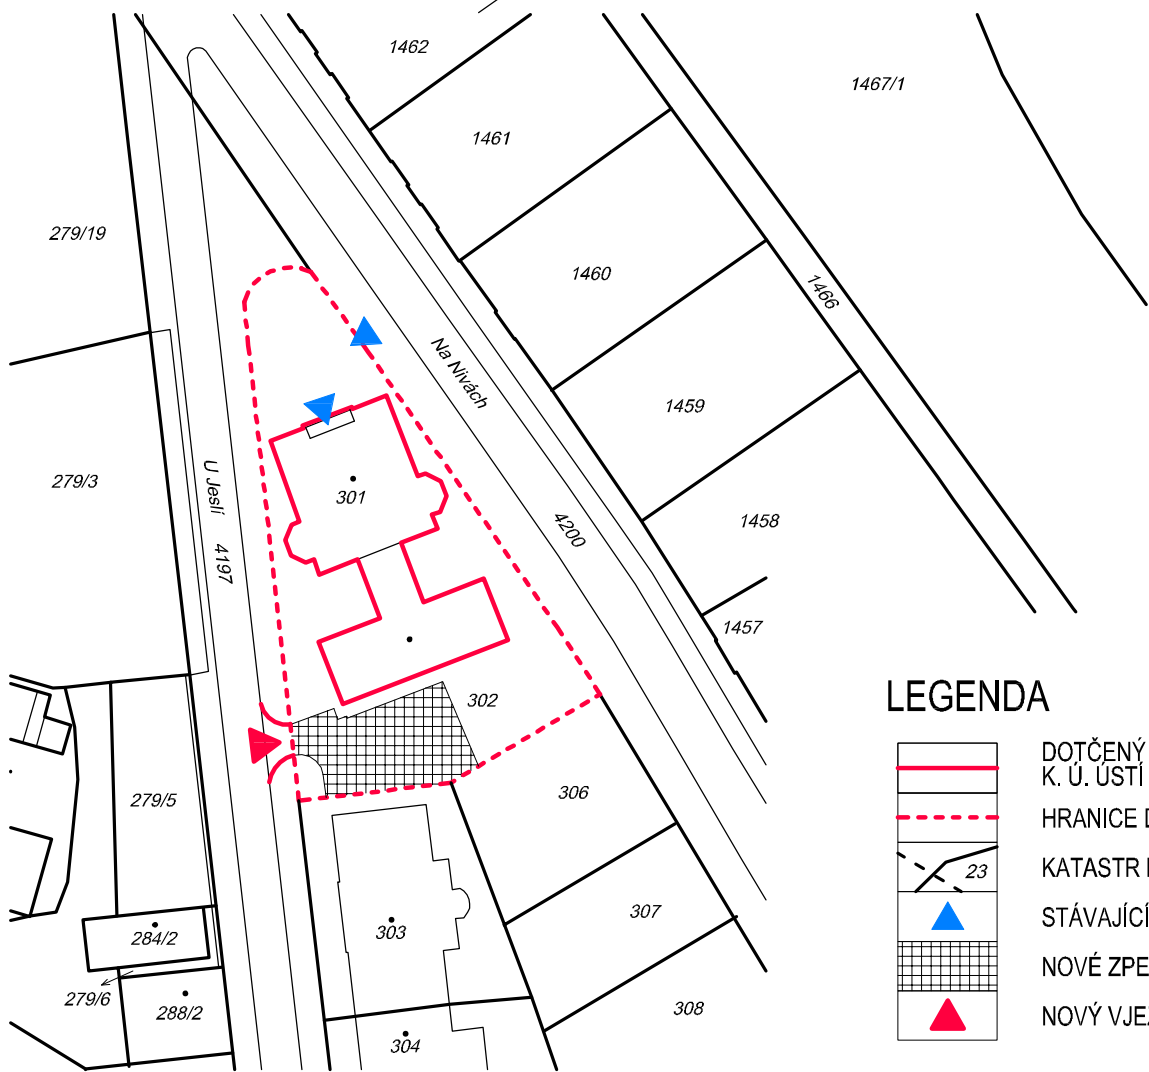 1462
1467/1
1461
279/19
1460
1466
Na Nivách
1459
279/3
U Jeslí
301
1458
4200
4197
1457
302
LEGENDA
DOTČENÝ
K. Ú. ÚSTÍ
306
279/5
HRANICE
23
KATASTR
307
STÁVAJÍCÍ
303
284/2
NOVÉ ZPE
279/6
288/2
308
NOVÝ VJE
304